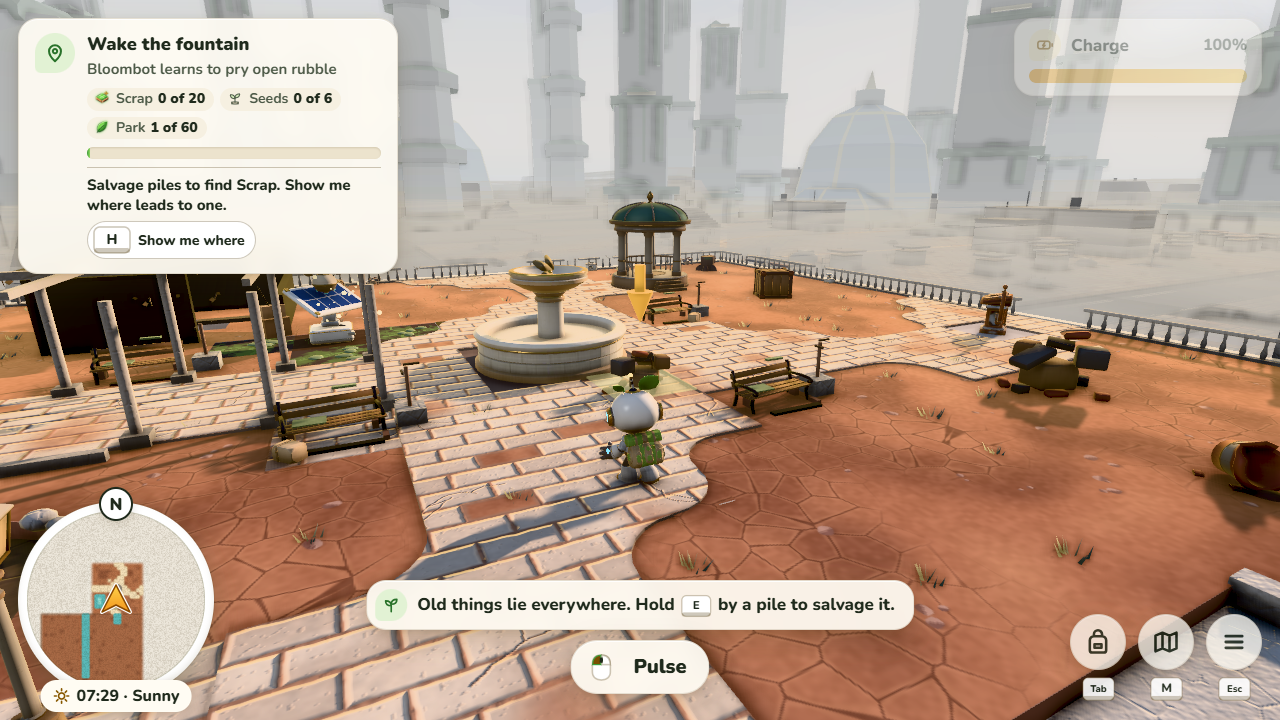 Wake the fountain
Bloombot learns to pry open rubble
Scrap 0 of 20 Seeds 0 of 6
Park 1 of 60
Salvage piles to find Scrap. Show me
where leads to one.
H Show me where
Charge 100%
N
07:29 · Sunny
Old things lie everywhere. Hold E by a pile to salvage it.
Pulse
Tab M Esc